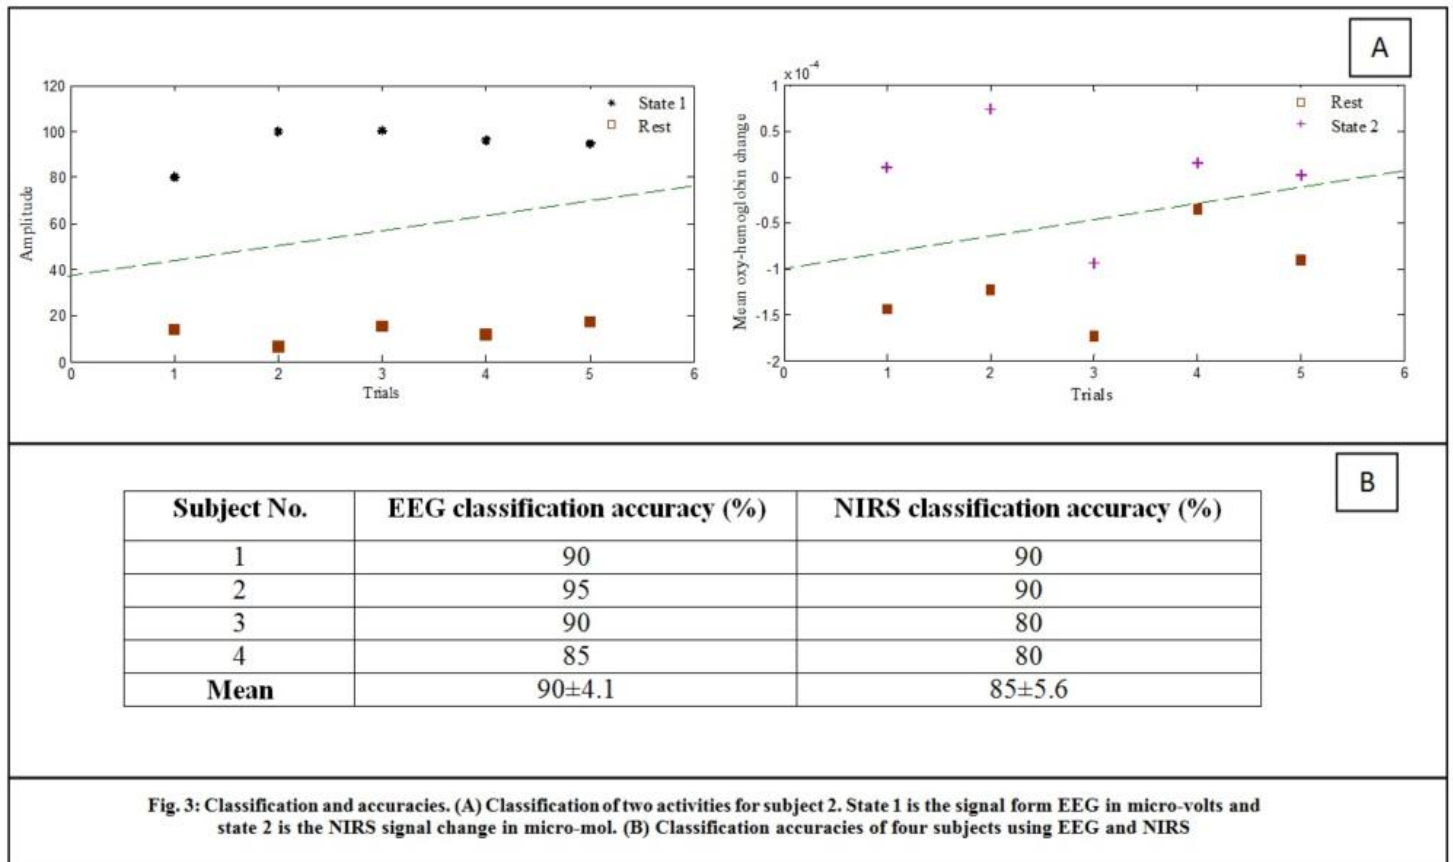 A
120
100
80
60
40
20
0
Amplitude
State 1
Rest
0 1 2 3 4 5 6
Trials
x 10-4
1
0.5
0
-0.5
-1
-1.5
-2
Mean oxy-hemoglobin change
Rest
State 2
0 1 2 3 4 5 6
Trials
B
Subject No. EEG classification accuracy (%) NIRS classification accuracy (%)
1 90 90
2 95 90
3 90 80
4 85 80
Mean 90±4.1 85±5.6
Fig. 3: Classification and accuracies. (A) Classification of two activities for subject 2. State 1 is the signal form EEG in micro-volts and
state 2 is the NIRS signal change in micro-mol. (B) Classification accuracies of four subjects using EEG and NIRS